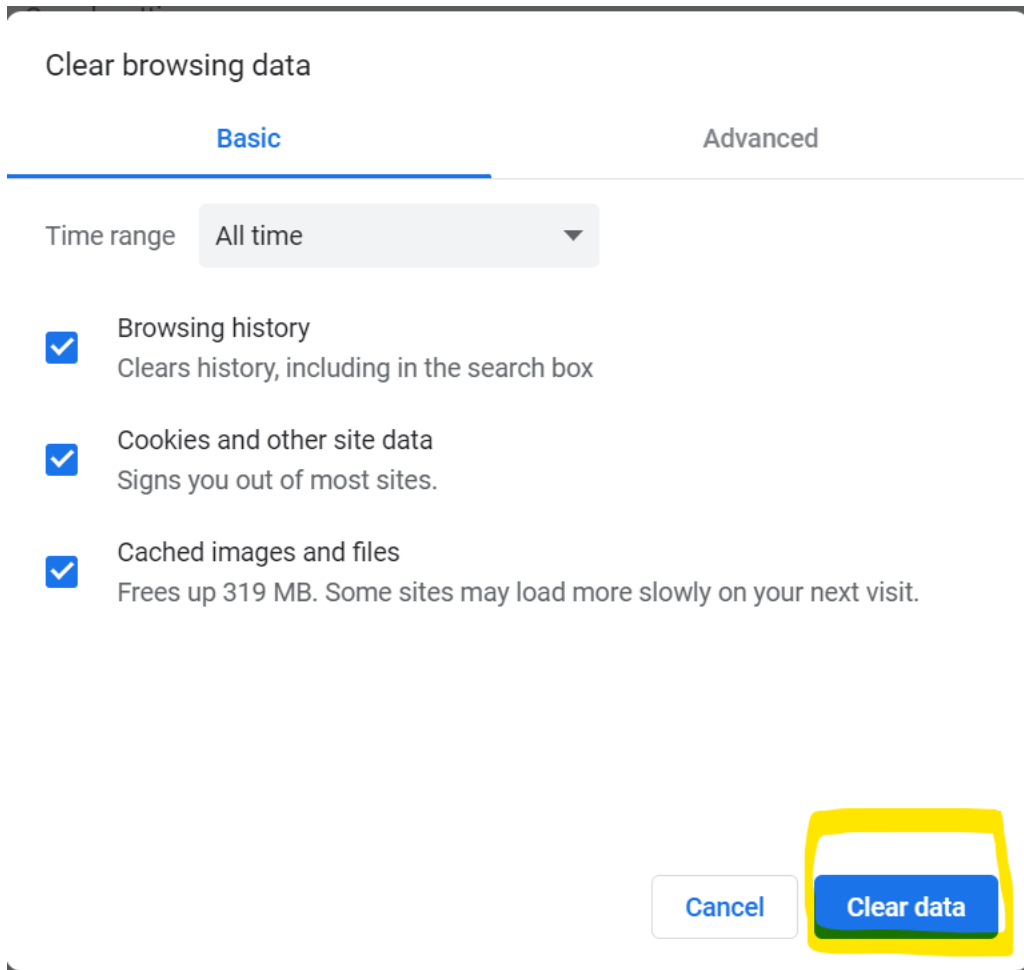 Clear browsing data
Basic
Advanced
Time range
All time
Browsing history
Clears history, including in the search box
Cookies and other site data
Signs you out of most sites.
Cached images and files
Frees up 319 MB. Some sites may load more slowly on your next visit.
Cancel
Clear data